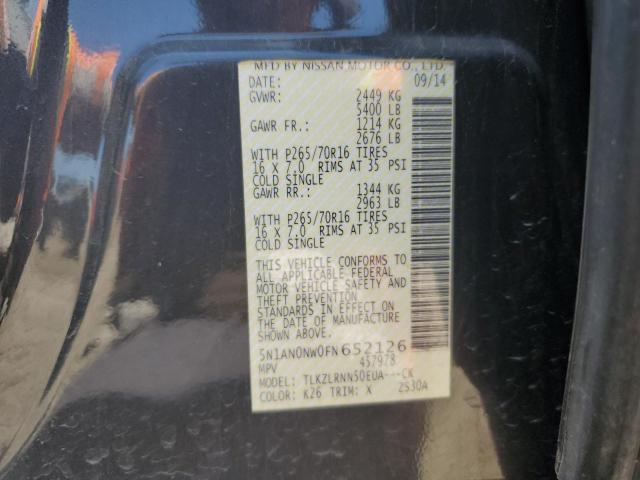 MFD BY NISSAN MOTOR CO., LTD.
DATE: 09/14
GVWR: 2449 KG
5400 LB
GAWR FR.: 1214 KG
2676 LB
WITH P265/70R16 TIRES
16 X 7.0 RIMS AT 35 PSI
COLD SINGLE
GAWR RR.: 1344 KG
2963 LB
WITH P265/70R16 TIRES
16 X 7.0 RIMS AT 35 PSI
COLD SINGLE
THIS VEHICLE CONFORMS TO
ALL APPLICABLE FEDERAL
MOTOR VEHICLE SAFETY AND
THEFT PREVENTION
STANDARDS IN EFFECT ON
THE DATE OF MANUFACTURE
SHOWN ABOVE.
5N1AN0NW0FN652126
MPV 457978
MODEL: TLKZLRNN50EUA---CK
COLOR: K26 TRIM: X 2530A